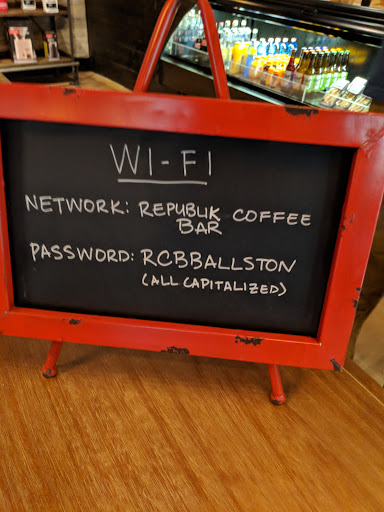 WI-FI
NETWORK: REPUBLIK COFFEE
BAR
PASSWORD: RCBBALLSTON
(ALL CAPITALIZED)